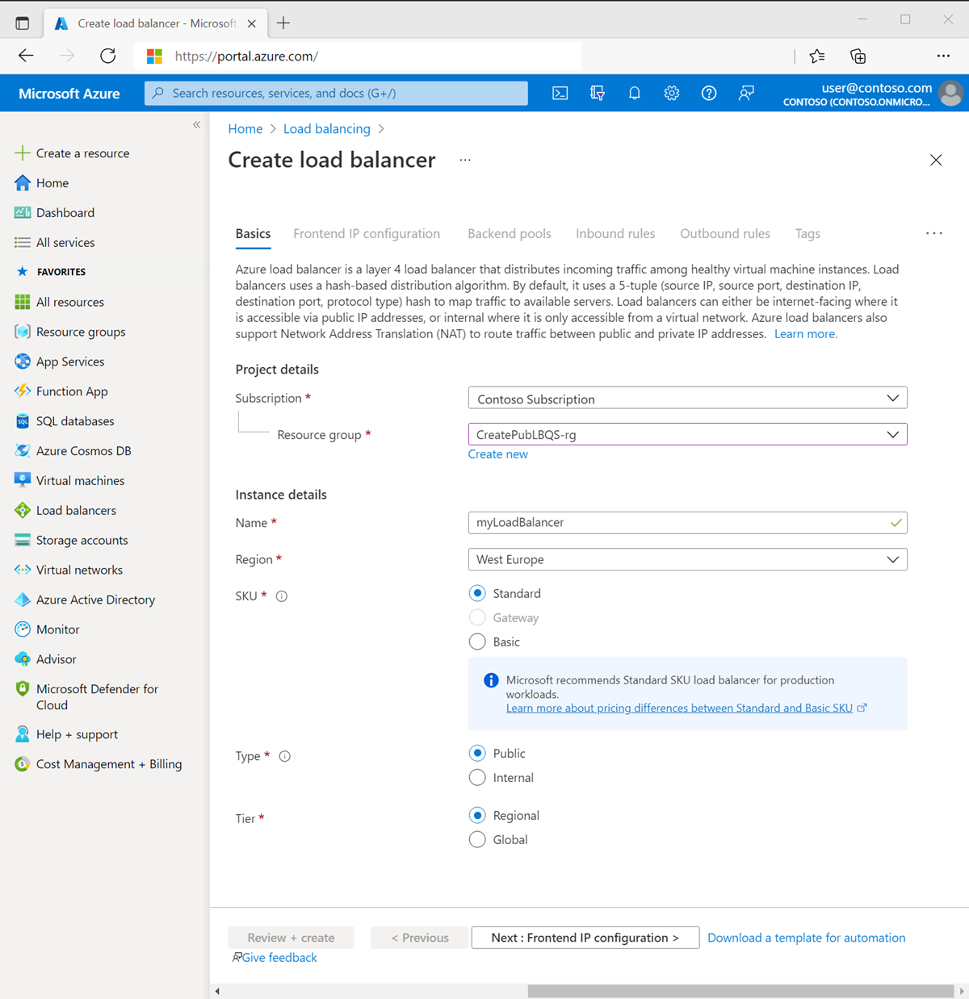 Create load balancer - Microsoft
https://portal.azure.com/
Microsoft Azure
Search resources, services, and docs (G+/)
user@contoso.com
CONTOSO (CONTOSO.ONMICRO...
Create a resource
Home
Dashboard
All services
FAVORITES
All resources
Resource groups
App Services
Function App
SQL databases
Azure Cosmos DB
Virtual machines
Load balancers
Storage accounts
Virtual networks
Azure Active Directory
Monitor
Advisor
Microsoft Defender for
Cloud
Help + support
Cost Management + Billing
Home > Load balancing >
Create load balancer ...
Basics Frontend IP configuration Backend pools Inbound rules Outbound rules Tags ...
Azure load balancer is a layer 4 load balancer that distributes incoming traffic among healthy virtual machine instances. Load
balancers uses a hash-based distribution algorithm. By default, it uses a 5-tuple (source IP, source port, destination IP,
destination port, protocol type) hash to map traffic to available servers. Load balancers can either be internet-facing where it
is accessible via public IP addresses, or internal where it is only accessible from a virtual network. Azure load balancers also
support Network Address Translation (NAT) to route traffic between public and private IP addresses. Learn more.
Project details
Subscription * Contoso Subscription
Resource group * CreatePubLBQS-rg
Create new
Instance details
Name * myLoadBalancer
Region * West Europe
SKU * Standard
Gateway
Basic
Microsoft recommends Standard SKU load balancer for production
workloads.
Learn more about pricing differences between Standard and Basic SKU
Type * Public
Internal
Tier * Regional
Global
Review + create < Previous Next : Frontend IP configuration > Download a template for automation
Give feedback